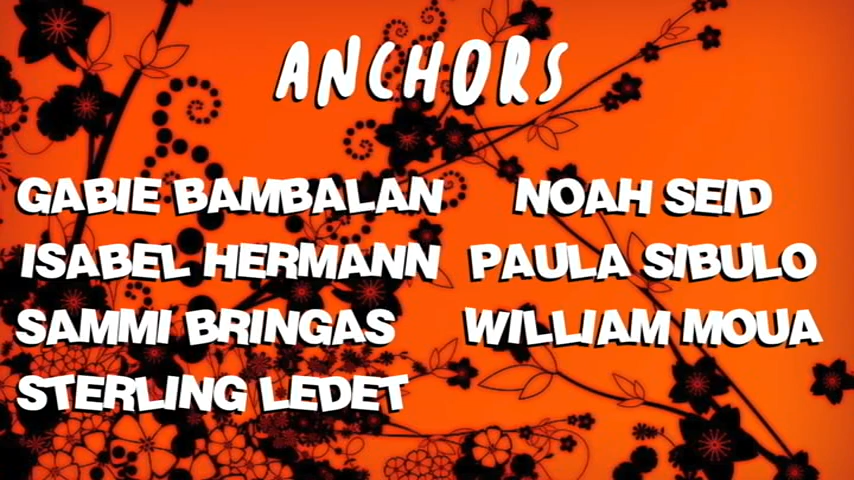 ANCHORS
GABIE BAMBALAN
ISABEL HERMANN
SAMMI BRINGAS
STERLING LEDET
NOAH SEID
PAULA SIBULO
WILLIAM MOUA